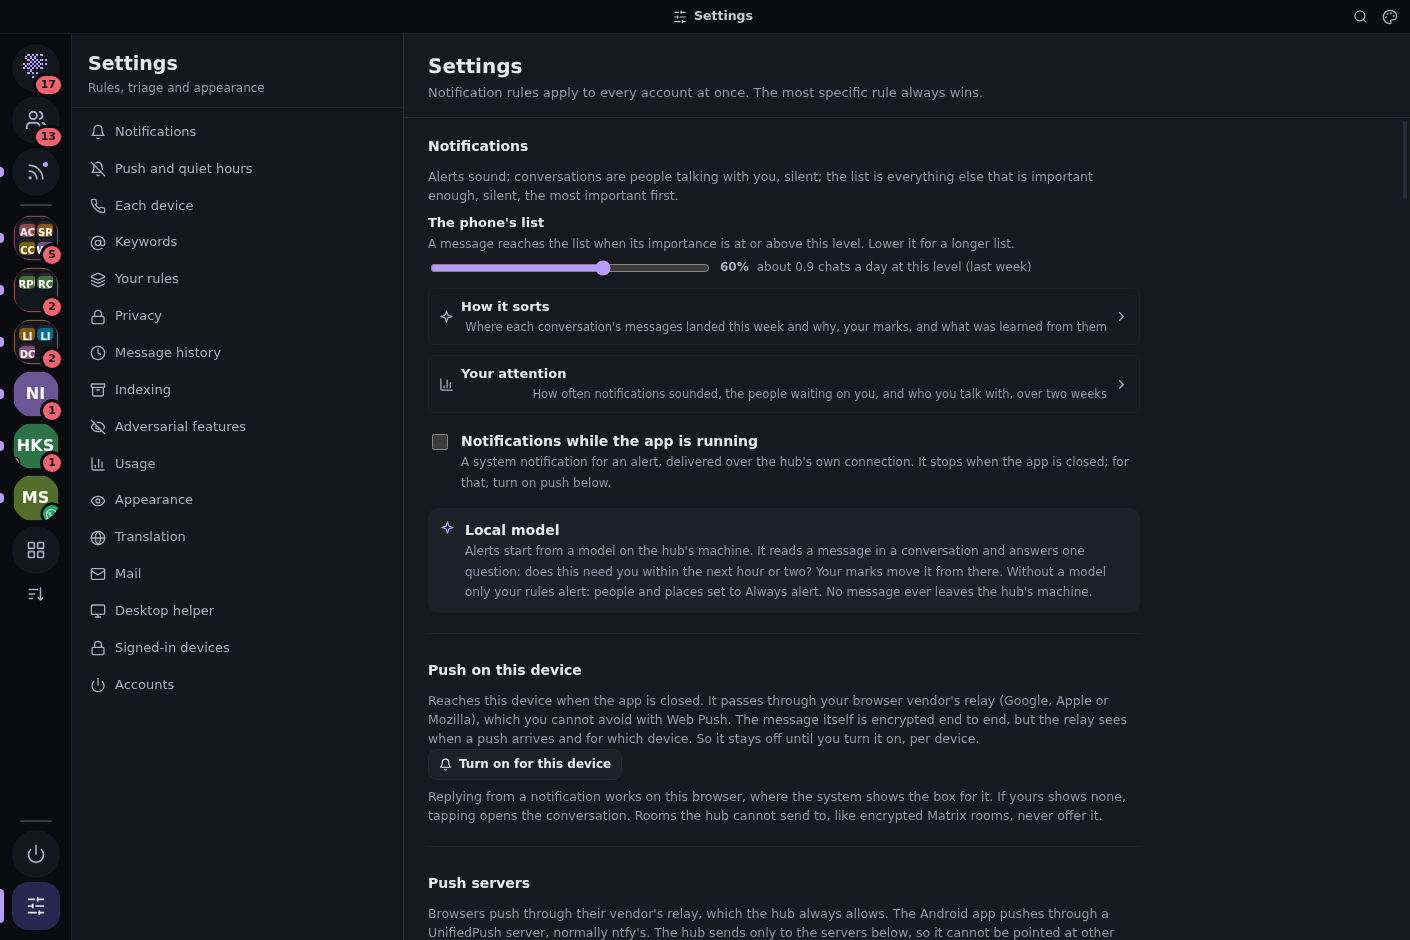 Settings
17
13
AC SR
CC
5
RP RC
2
LI LI
DC
2
NI
1
HKS
1
MS
Settings
Rules, triage and appearance
Notifications
Push and quiet hours
Each device
Keywords
Your rules
Privacy
Message history
Indexing
Adversarial features
Usage
Appearance
Translation
Mail
Desktop helper
Signed-in devices
Accounts
Settings
Notification rules apply to every account at once. The most specific rule always wins.
Notifications
Alerts sound; conversations are people talking with you, silent; the list is everything else that is important
enough, silent, the most important first.
The phone's list
A message reaches the list when its importance is at or above this level. Lower it for a longer list.
60% about 0.9 chats a day at this level (last week)
How it sorts
Where each conversation's messages landed this week and why, your marks, and what was learned from them
Your attention
How often notifications sounded, the people waiting on you, and who you talk with, over two weeks
Notifications while the app is running
A system notification for an alert, delivered over the hub's own connection. It stops when the app is closed; for
that, turn on push below.
Local model
Alerts start from a model on the hub's machine. It reads a message in a conversation and answers one
question: does this need you within the next hour or two? Your marks move it from there. Without a model
only your rules alert: people and places set to Always alert. No message ever leaves the hub's machine.
Push on this device
Reaches this device when the app is closed. It passes through your browser vendor's relay (Google, Apple or
Mozilla), which you cannot avoid with Web Push. The message itself is encrypted end to end, but the relay sees
when a push arrives and for which device. So it stays off until you turn it on, per device.
Turn on for this device
Replying from a notification works on this browser, where the system shows the box for it. If yours shows none,
tapping opens the conversation. Rooms the hub cannot send to, like encrypted Matrix rooms, never offer it.
Push servers
Browsers push through their vendor's relay, which the hub always allows. The Android app pushes through a
UnifiedPush server, normally ntfy's. The hub sends only to the servers below, so it cannot be pointed at other